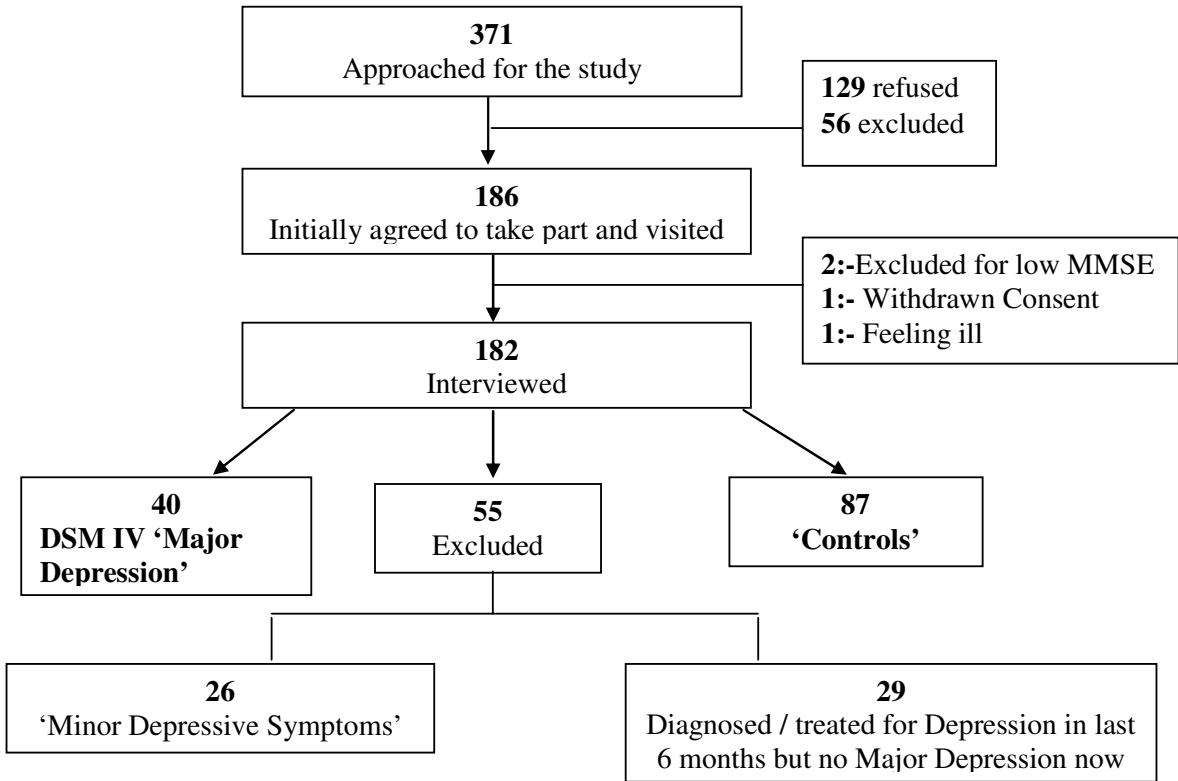 371
Approached for the study
129 refused
56 excluded
186
Initially agreed to take part and visited
2:-Excluded for low MMSE
1:- Withdrawn Consent
1:- Feeling ill
182
Interviewed
40
DSM IV ‘Major
Depression’
55
Excluded
87
‘Controls’
26
‘Minor Depressive Symptoms’
29
Diagnosed / treated for Depression in last
6 months but no Major Depression now